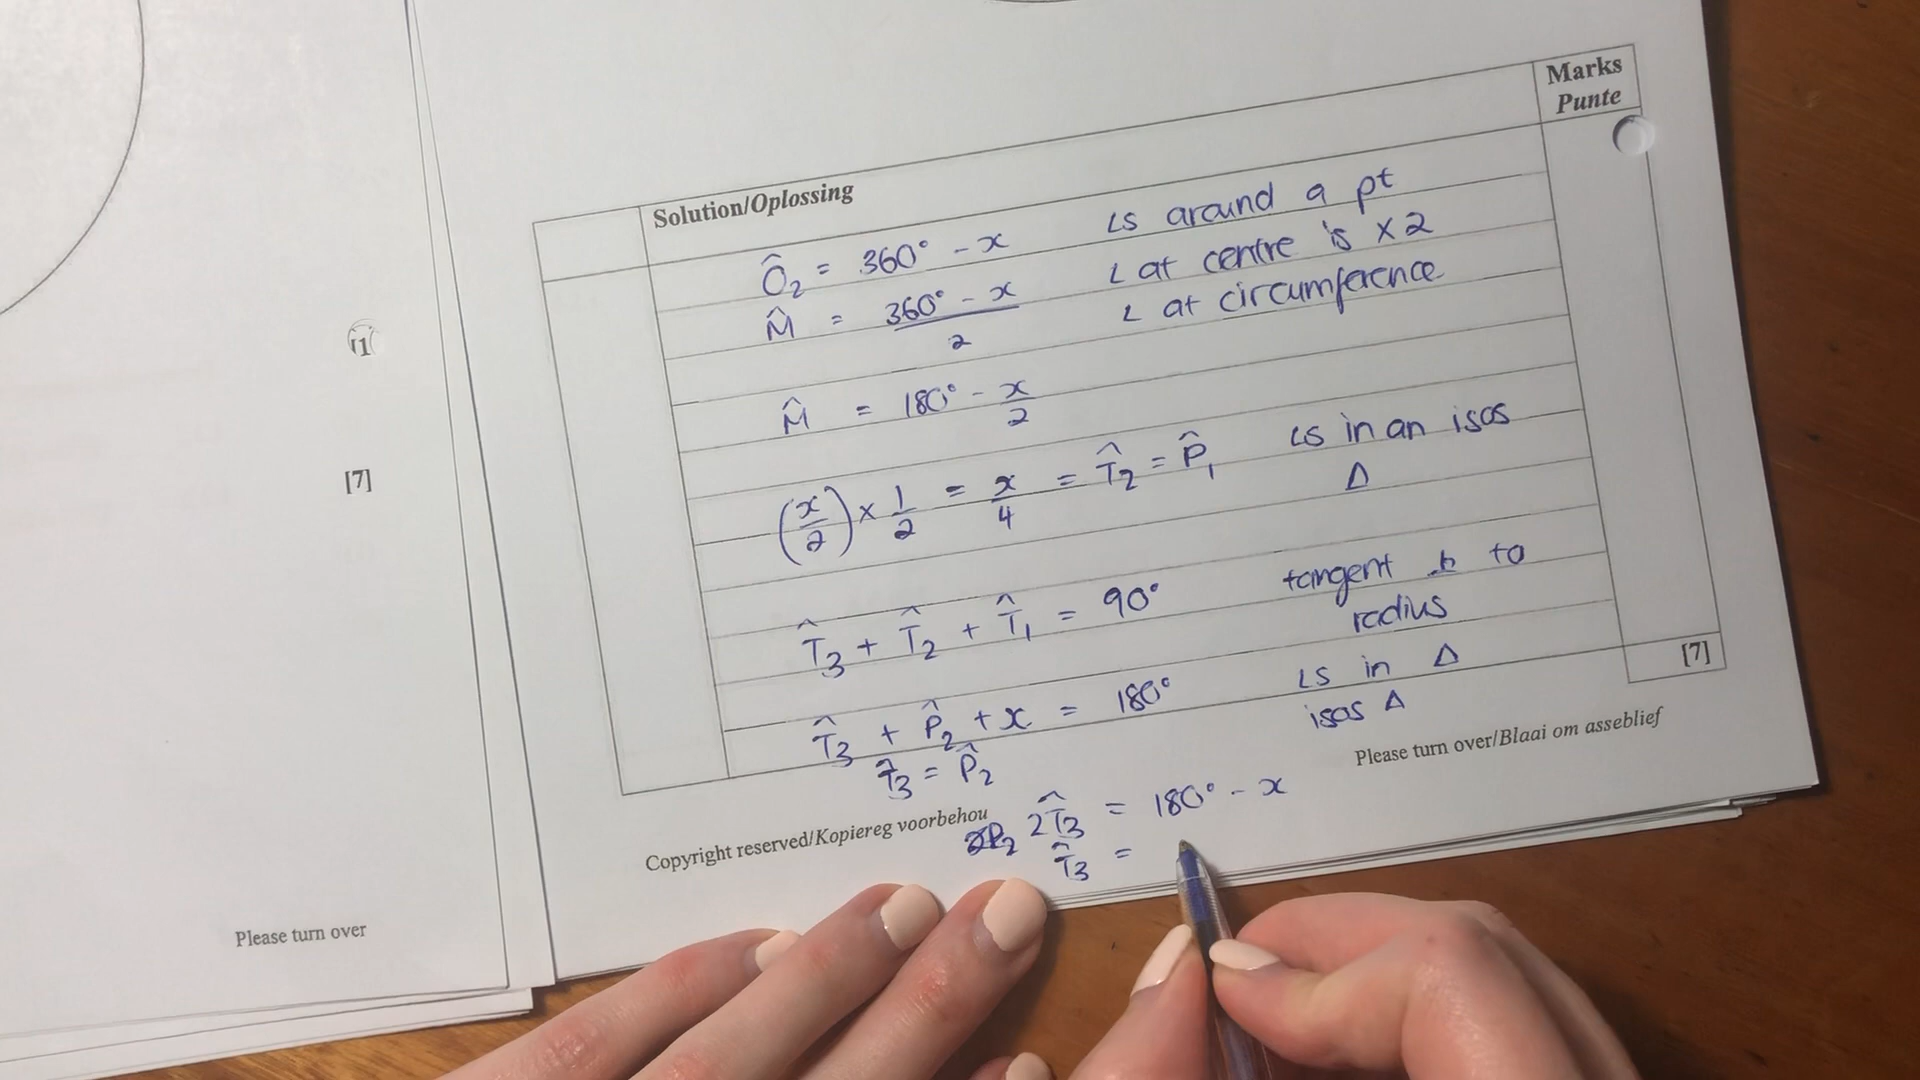 (1
[7]
Please turn over
Marks
Punte
Solution/Oplossing
Ô₂ = 360° - x ∠s around a pt
M̂ = (360° - x)/2 ∠ at centre is ×2
∠ at circumference
M̂ = 180° - x/2
(x/2) × 1/2 = x/4 = T̂₂ = P̂₁ ∠s in an isos
Δ
T̂₃ + T̂₂ + T̂₁ = 90° tangent ⊥ to
radius
T̂₃ + P̂₂ + x = 180° ∠s in Δ
T̂₃ = P̂₂ isos Δ
[7]
Please turn over/Blaai om asseblief
Copyright reserved/Kopiereg voorbehou
2T̂₃ = 180° - x
T̂₃ =